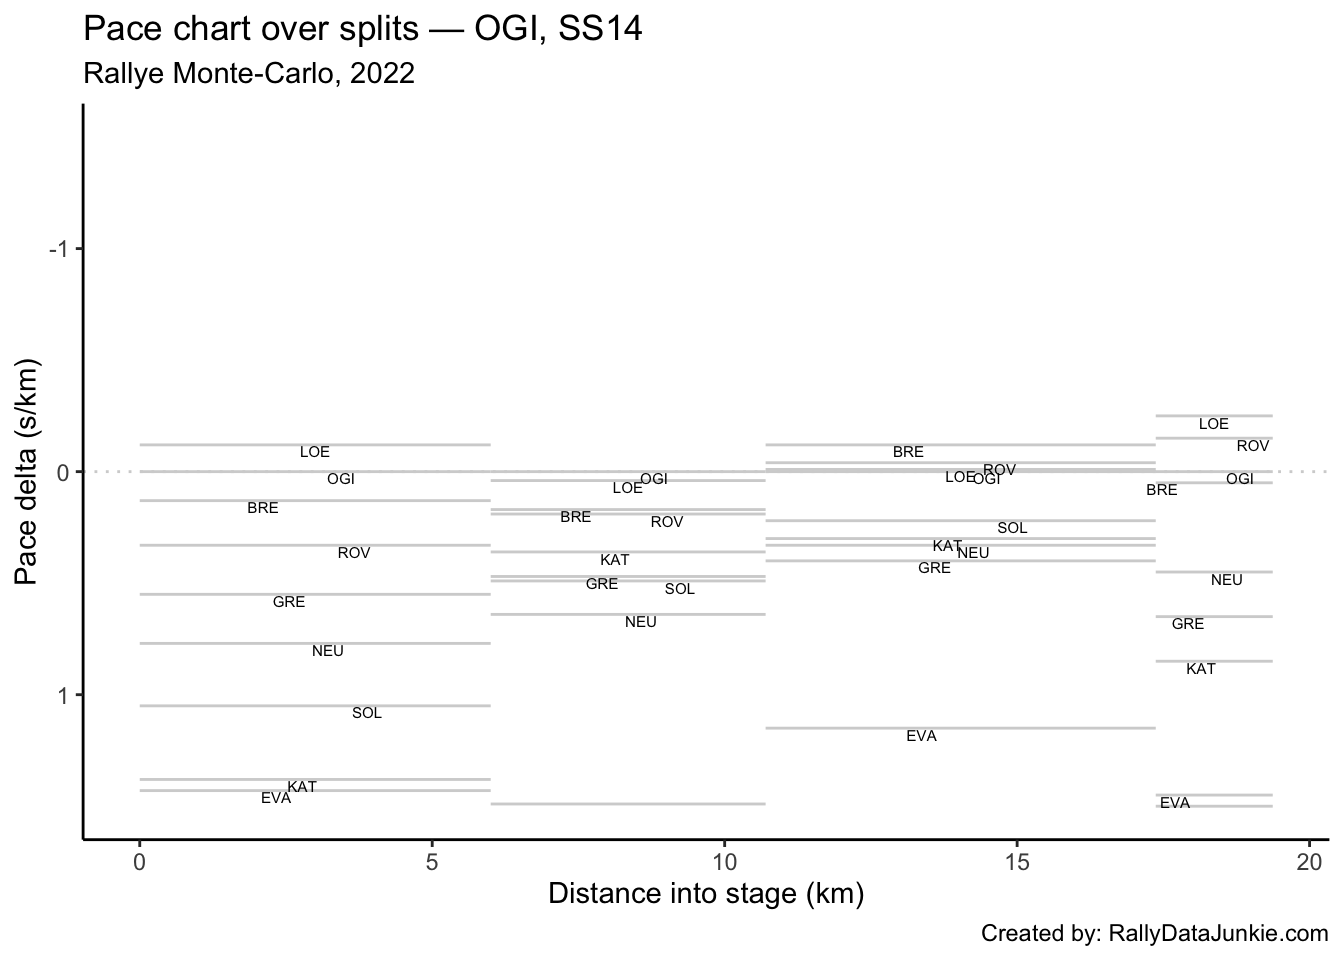 Pace chart over splits — OGI, SS14
Rallye Monte-Carlo, 2022
Pace delta (s/km)
-1
0
1
LOE
OGI
BRE
ROV
GRE
NEU
SOL
KAT
EVA
OGI
LOE
BRE
ROV
KAT
GRE
SOL
NEU
BRE
ROV
LOE
OGI
SOL
KAT
NEU
GRE
EVA
LOE
ROV
OGI
BRE
NEU
GRE
KAT
EVA
0 5 10 15 20
Distance into stage (km)
Created by: RallyDataJunkie.com